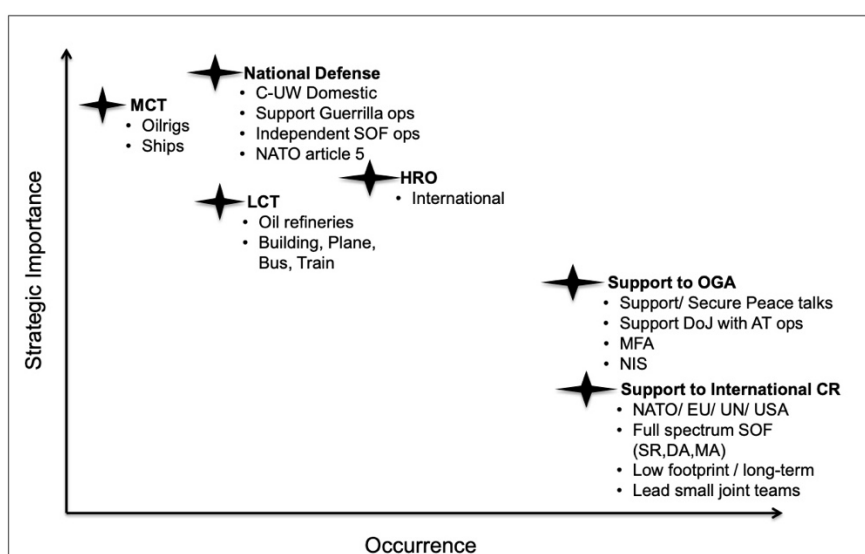 National Defense
• C-UW Domestic
• Support Guerrilla ops
• Independent SOF ops
• NATO article 5
MCT
• Oilrigs
• Ships
HRO
• International
LCT
• Oil refineries
• Building, Plane,
Bus, Train
Support to OGA
• Support/ Secure Peace talks
• Support DoJ with AT ops
• MFA
• NIS
Support to International CR
• NATO/ EU/ UN/ USA
• Full spectrum SOF
(SR,DA,MA)
• Low footprint / long-term
• Lead small joint teams
Strategic Importance
Occurrence